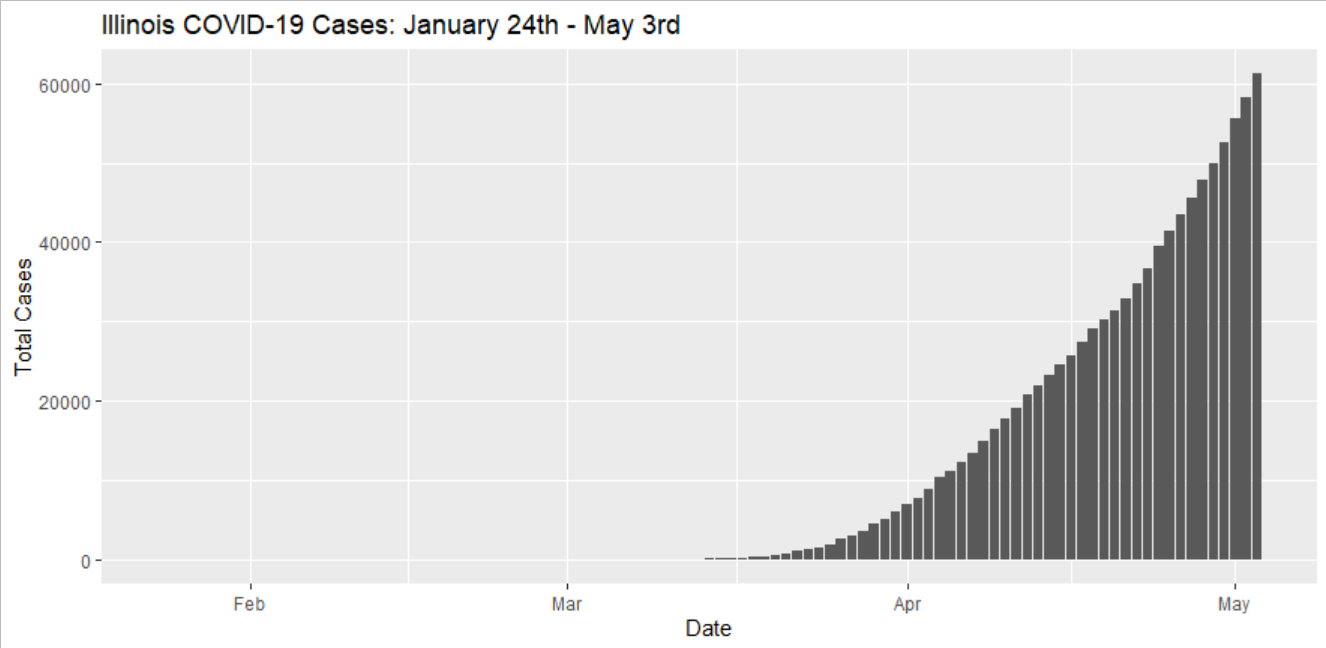 Illinois COVID-19 Cases: January 24th - May 3rd
60000
40000
20000
0
Total Cases
Feb Mar Apr May
Date